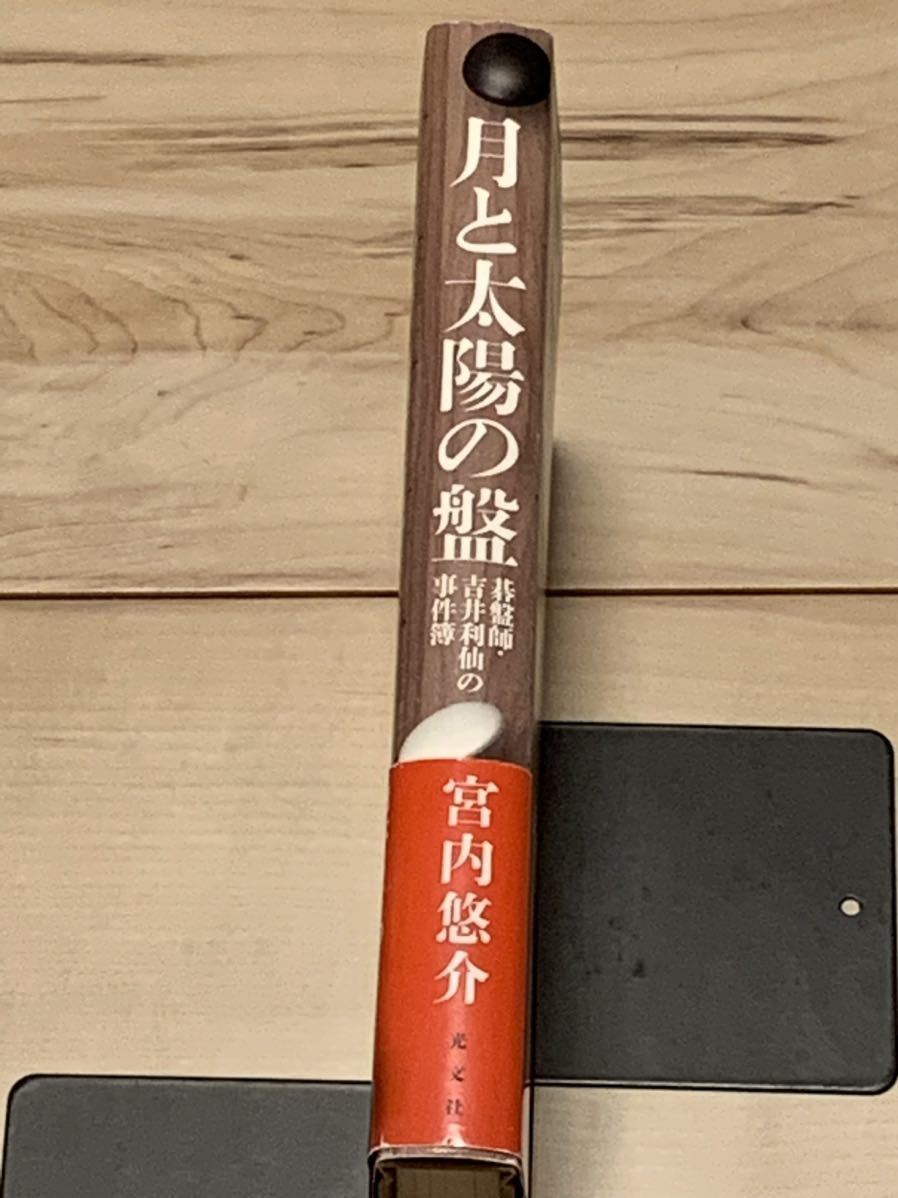 月と太陽の盤
碁盤師・
吉井利仙の
事件簿
宮内悠介
光文社